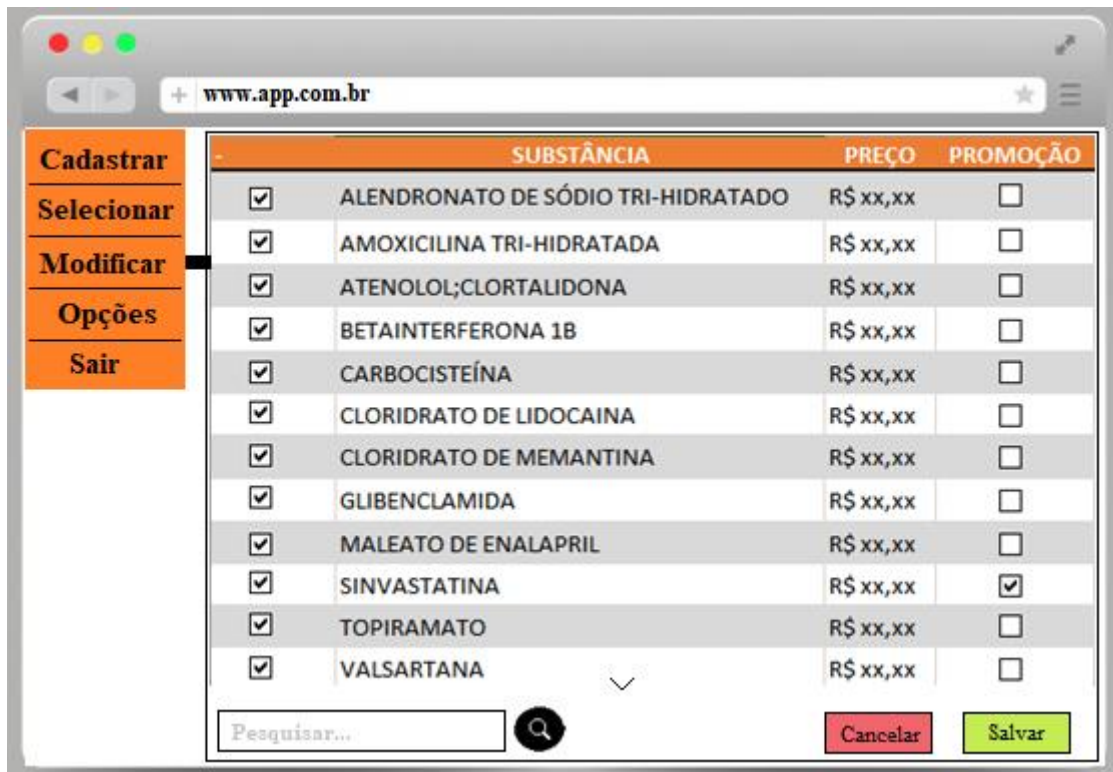 www.app.com.br
Cadastrar
Selecionar
Modificar
Opções
Sair
- SUBSTÂNCIA PREÇO PROMOÇÃO
ALENDRONATO DE SÓDIO TRI-HIDRATADO R$ xx,xx
AMOXICILINA TRI-HIDRATADA R$ xx,xx
ATENOLOL;CLORTALIDONA R$ xx,xx
BETAINTERFERONA 1B R$ xx,xx
CARBOCISTEÍNA R$ xx,xx
CLORIDRATO DE LIDOCAINA R$ xx,xx
CLORIDRATO DE MEMANTINA R$ xx,xx
GLIBENCLAMIDA R$ xx,xx
MALEATO DE ENALAPRIL R$ xx,xx
SINVASTATINA R$ xx,xx
TOPIRAMATO R$ xx,xx
VALSARTANA R$ xx,xx
Pesquisar... Cancelar Salvar